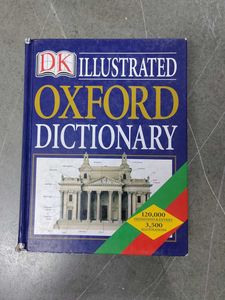 DK ILLUSTRATED
OXFORD
DICTIONARY
120,000
3,500